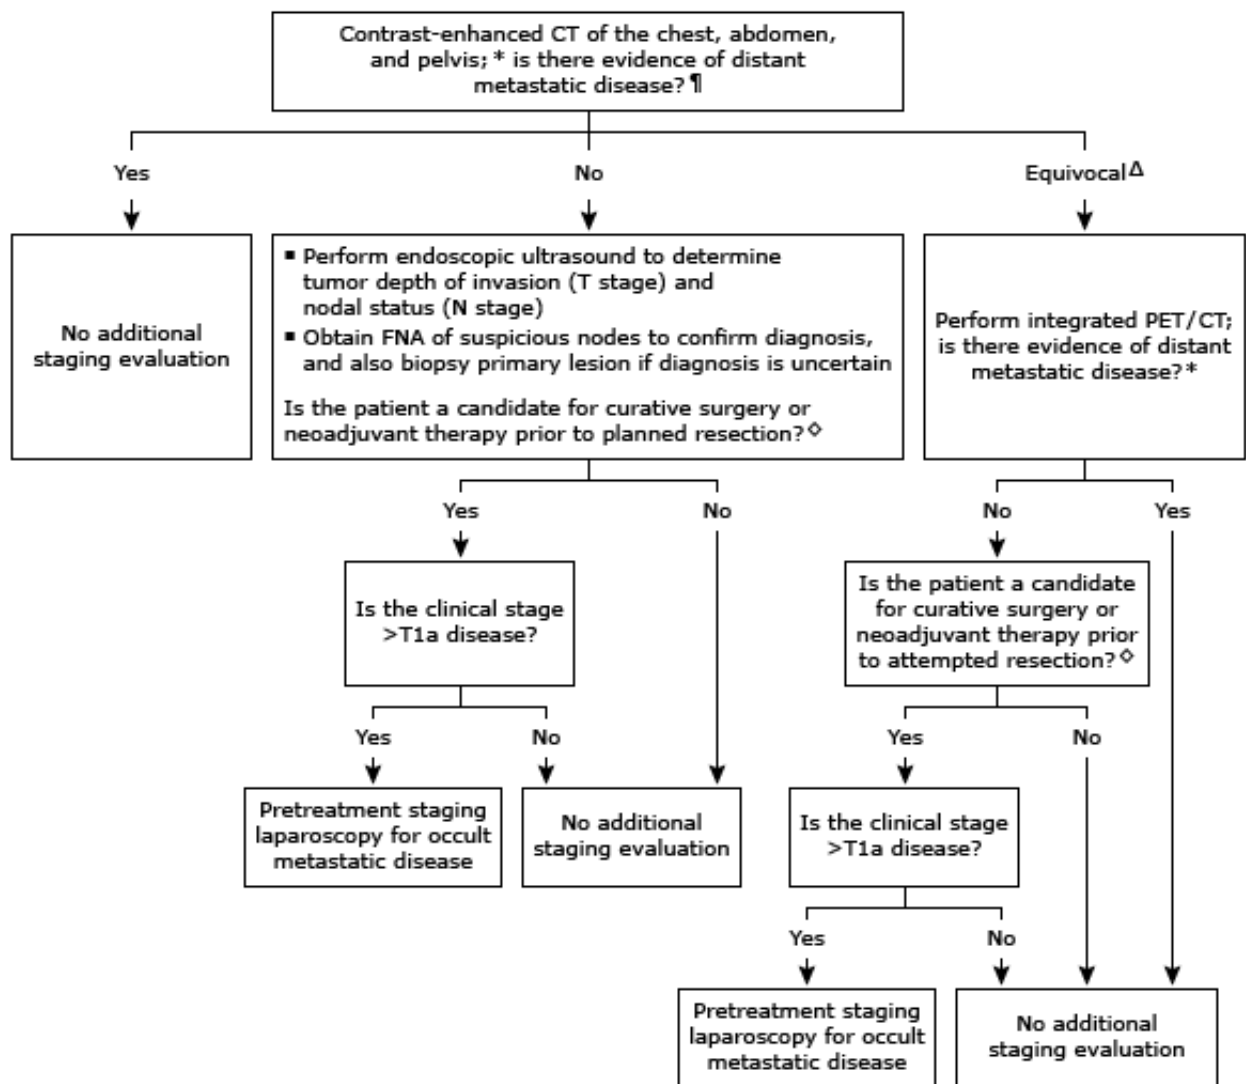 Contrast-enhanced CT of the chest, abdomen,
and pelvis;* is there evidence of distant
metastatic disease?¶
Yes
No
EquivocalΔ
No additional
staging evaluation
▪ Perform endoscopic ultrasound to determine
tumor depth of invasion (T stage) and
nodal status (N stage)
▪ Obtain FNA of suspicious nodes to confirm diagnosis,
and also biopsy primary lesion if diagnosis is uncertain
Is the patient a candidate for curative surgery or
neoadjuvant therapy prior to planned resection?◇
Perform integrated PET/CT;
is there evidence of distant
metastatic disease?*
Yes
No
No
Yes
Is the clinical stage
>T1a disease?
Is the patient a candidate
for curative surgery or
neoadjuvant therapy prior
to attempted resection?◇
Yes
No
Yes
No
Pretreatment staging
laparoscopy for occult
metastatic disease
No additional
staging evaluation
Is the clinical stage
>T1a disease?
Yes
No
Pretreatment staging
laparoscopy for occult
metastatic disease
No additional
staging evaluation